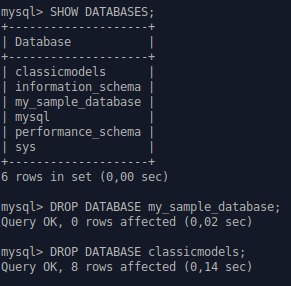 mysql> SHOW DATABASES;
+--------------------+
| Database           |
+--------------------+
| classicmodels      |
| information_schema |
| my_sample_database |
| mysql              |
| performance_schema |
| sys                |
+--------------------+
6 rows in set (0,00 sec)
mysql> DROP DATABASE my_sample_database;
Query OK, 0 rows affected (0,02 sec)
mysql> DROP DATABASE classicmodels;
Query OK, 8 rows affected (0,14 sec)